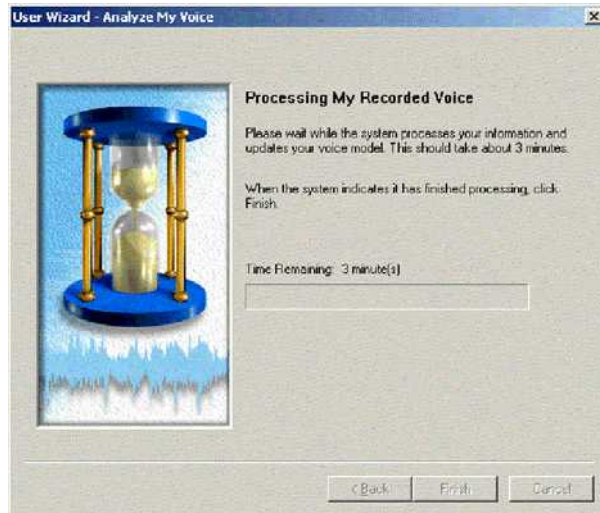 User Wizard - Analyze My Voice
Processing My Recorded Voice
Please wait while the system processes your information and
updates your voice model. This should take about 3 minutes.
When the system indicates it has finished processing, click
Finish.
Time Remaining: 3 minute(s)
< Back
Finish
Cancel